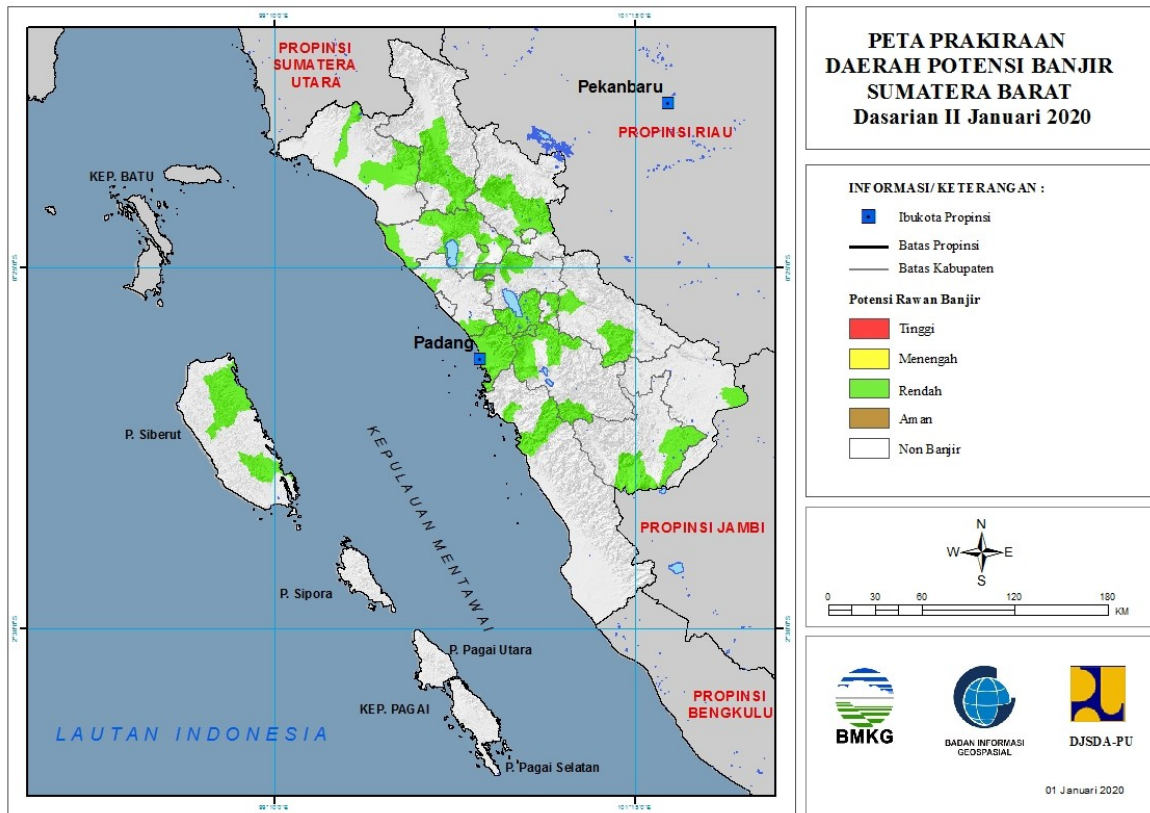 PETA PRAKIRAAN
DAERAH POTENSI BANJIR
SUMATERA BARAT
Dasarian II Januari 2020
INFORMASI/ KETERANGAN :
Ibukota Propinsi
Batas Propinsi
Batas Kabupaten
Potensi Rawan Banjir
Tinggi
Menengah
Rendah
Aman
Non Banjir
N
W E
S
0 30 60 120 180
KM
BMKG
BADAN INFORMASI
GEOSPASIAL
DJSDA-PU
01 Januari 2020
PROPINSI
SUMATERA
UTARA
Pekanbaru
PROPINSI RIAU
KEP. BATU
Padang
P. Siberut
KEPULAUAN MENTAWAI
PROPINSI JAMBI
P. Sipora
P. Pagai Utara
KEP. PAGAI
PROPINSI
BENGKULU
LAUTAN INDONESIA
P. Pagai Selatan